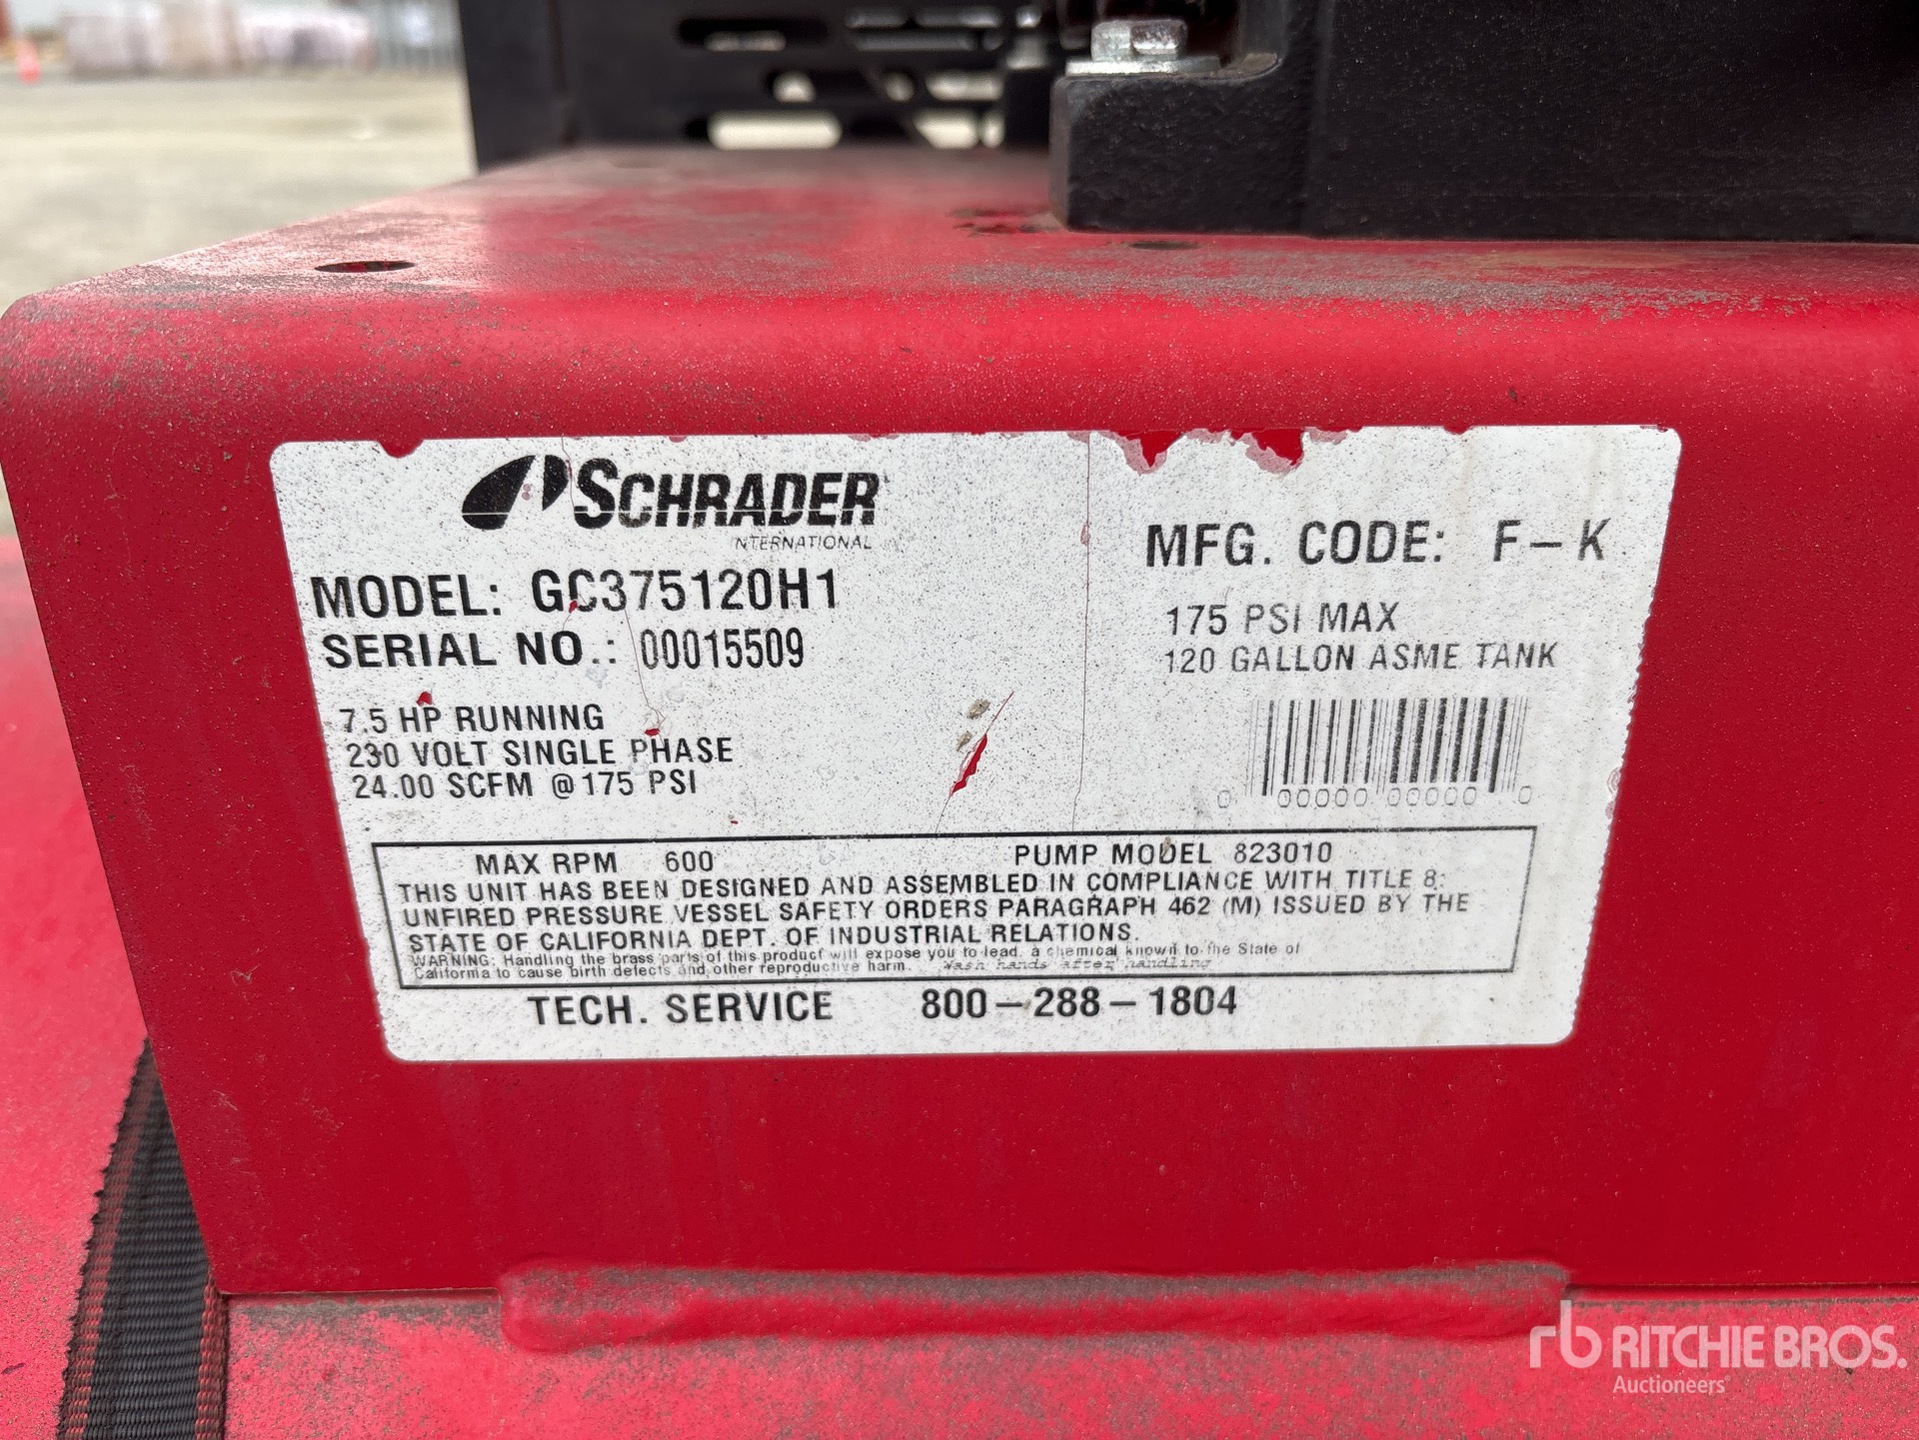 SCHRADER
INTERNATIONAL
MODEL: GC375120H1
SERIAL NO.: 00015509
7.5 HP RUNNING
230 VOLT SINGLE PHASE
24.00 SCFM @ 175 PSI
MFG. CODE: F-K
175 PSI MAX
120 GALLON ASME TANK
0 00000 00000 0
MAX RPM 600 PUMP MODEL 823010
THIS UNIT HAS BEEN DESIGNED AND ASSEMBLED IN COMPLIANCE WITH TITLE 8:
UNFIRED PRESSURE VESSEL SAFETY ORDERS PARAGRAPH 462 (M) ISSUED BY THE
STATE OF CALIFORNIA DEPT. OF INDUSTRIAL RELATIONS.
WARNING: Handling the brass parts of this product will expose you to lead, a chemical known to the State of
California to cause birth defects and other reproductive harm. Wash hands after handling
TECH. SERVICE 800-288-1804
rb RITCHIE BROS.
Auctioneers